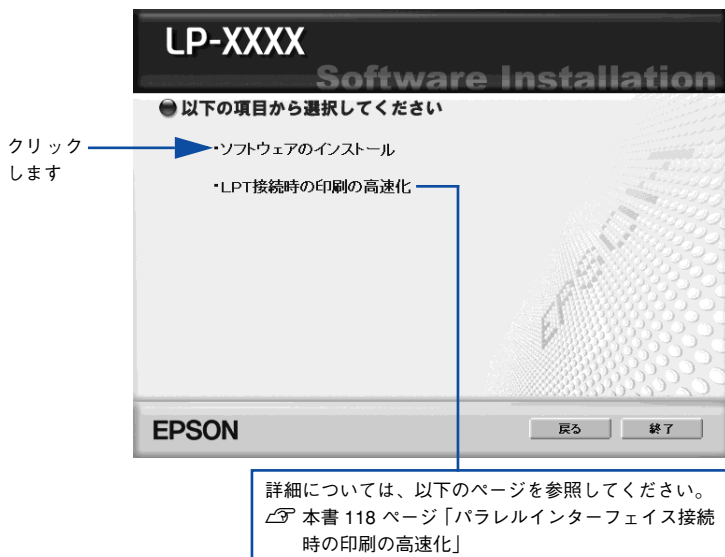 LP-XXXX
Software Installation
以下の項目から選択してください
クリック
します
・ソフトウェアのインストール
・LPT接続時の印刷の高速化
EPSON
EPSON
戻る
終了
詳細については、以下のページを参照してください。
本書 118 ページ「パラレルインターフェイス接続
時の印刷の高速化」